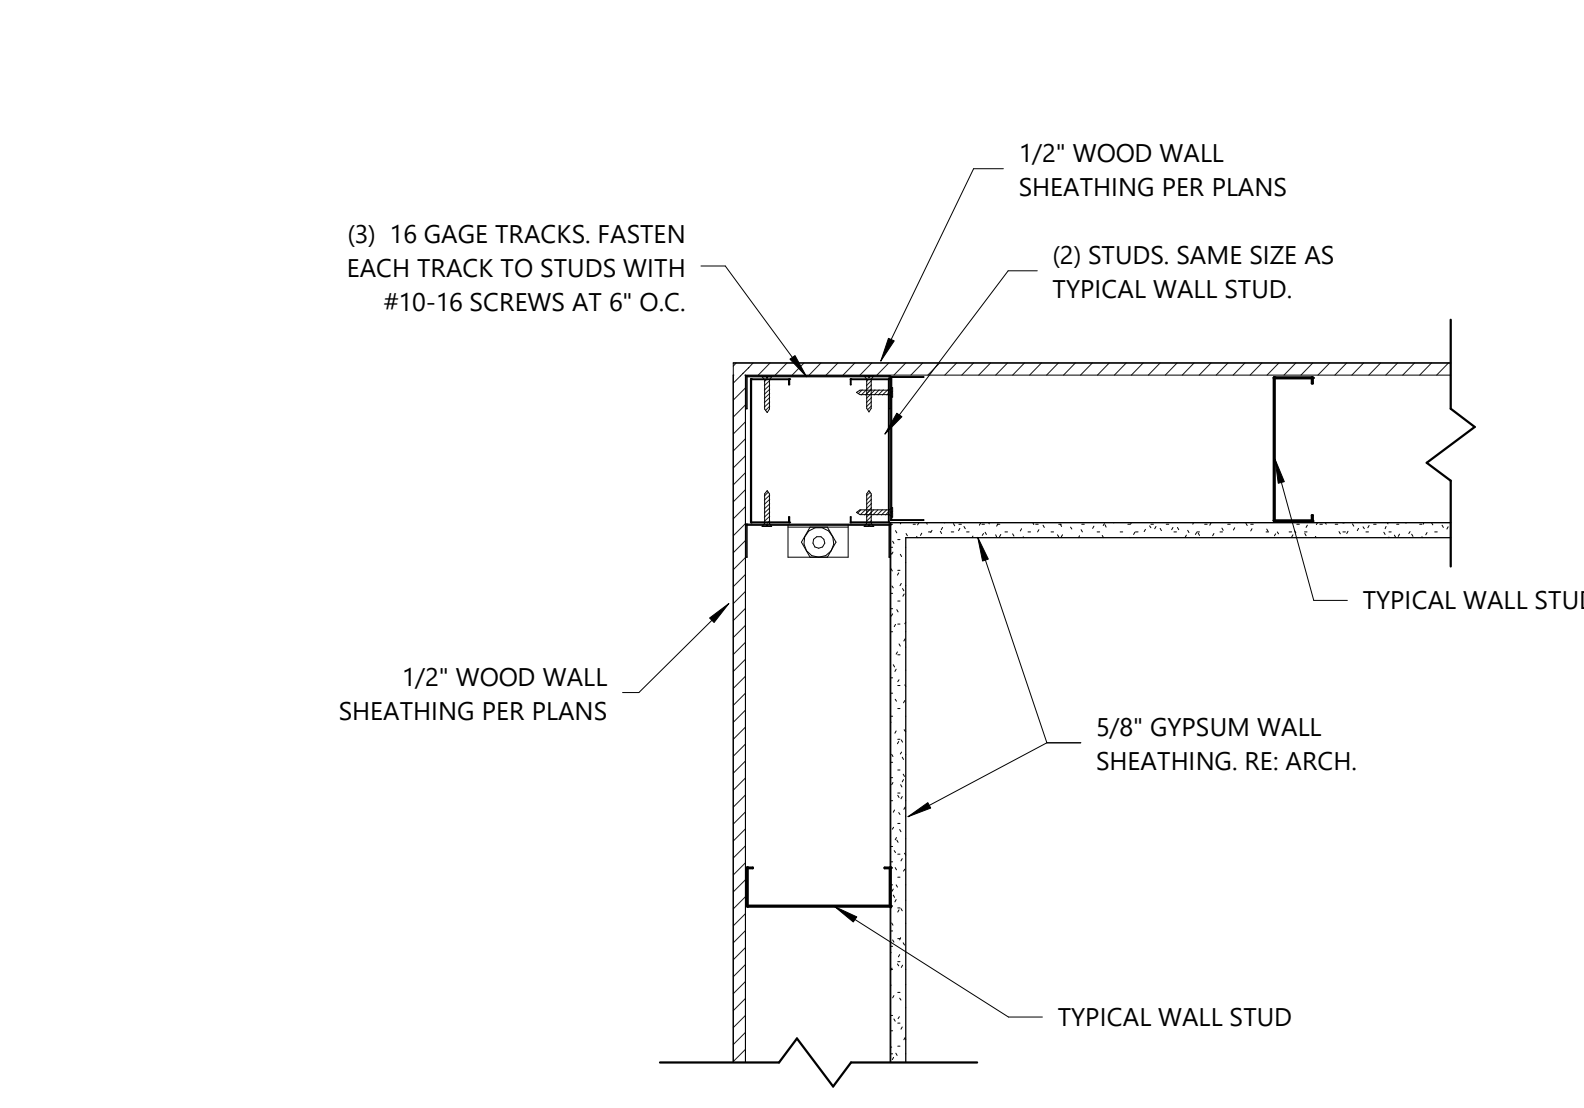 1/2" WOOD WALL
SHEATHING PER PLANS
(3) 16 GAGE TRACKS. FASTEN
EACH TRACK TO STUDS WITH
#10-16 SCREWS AT 6" O.C.
(2) STUDS. SAME SIZE AS
TYPICAL WALL STUD.
TYPICAL WALL STUD
1/2" WOOD WALL
SHEATHING PER PLANS
5/8" GYPSUM WALL
SHEATHING. RE: ARCH.
TYPICAL WALL STUD